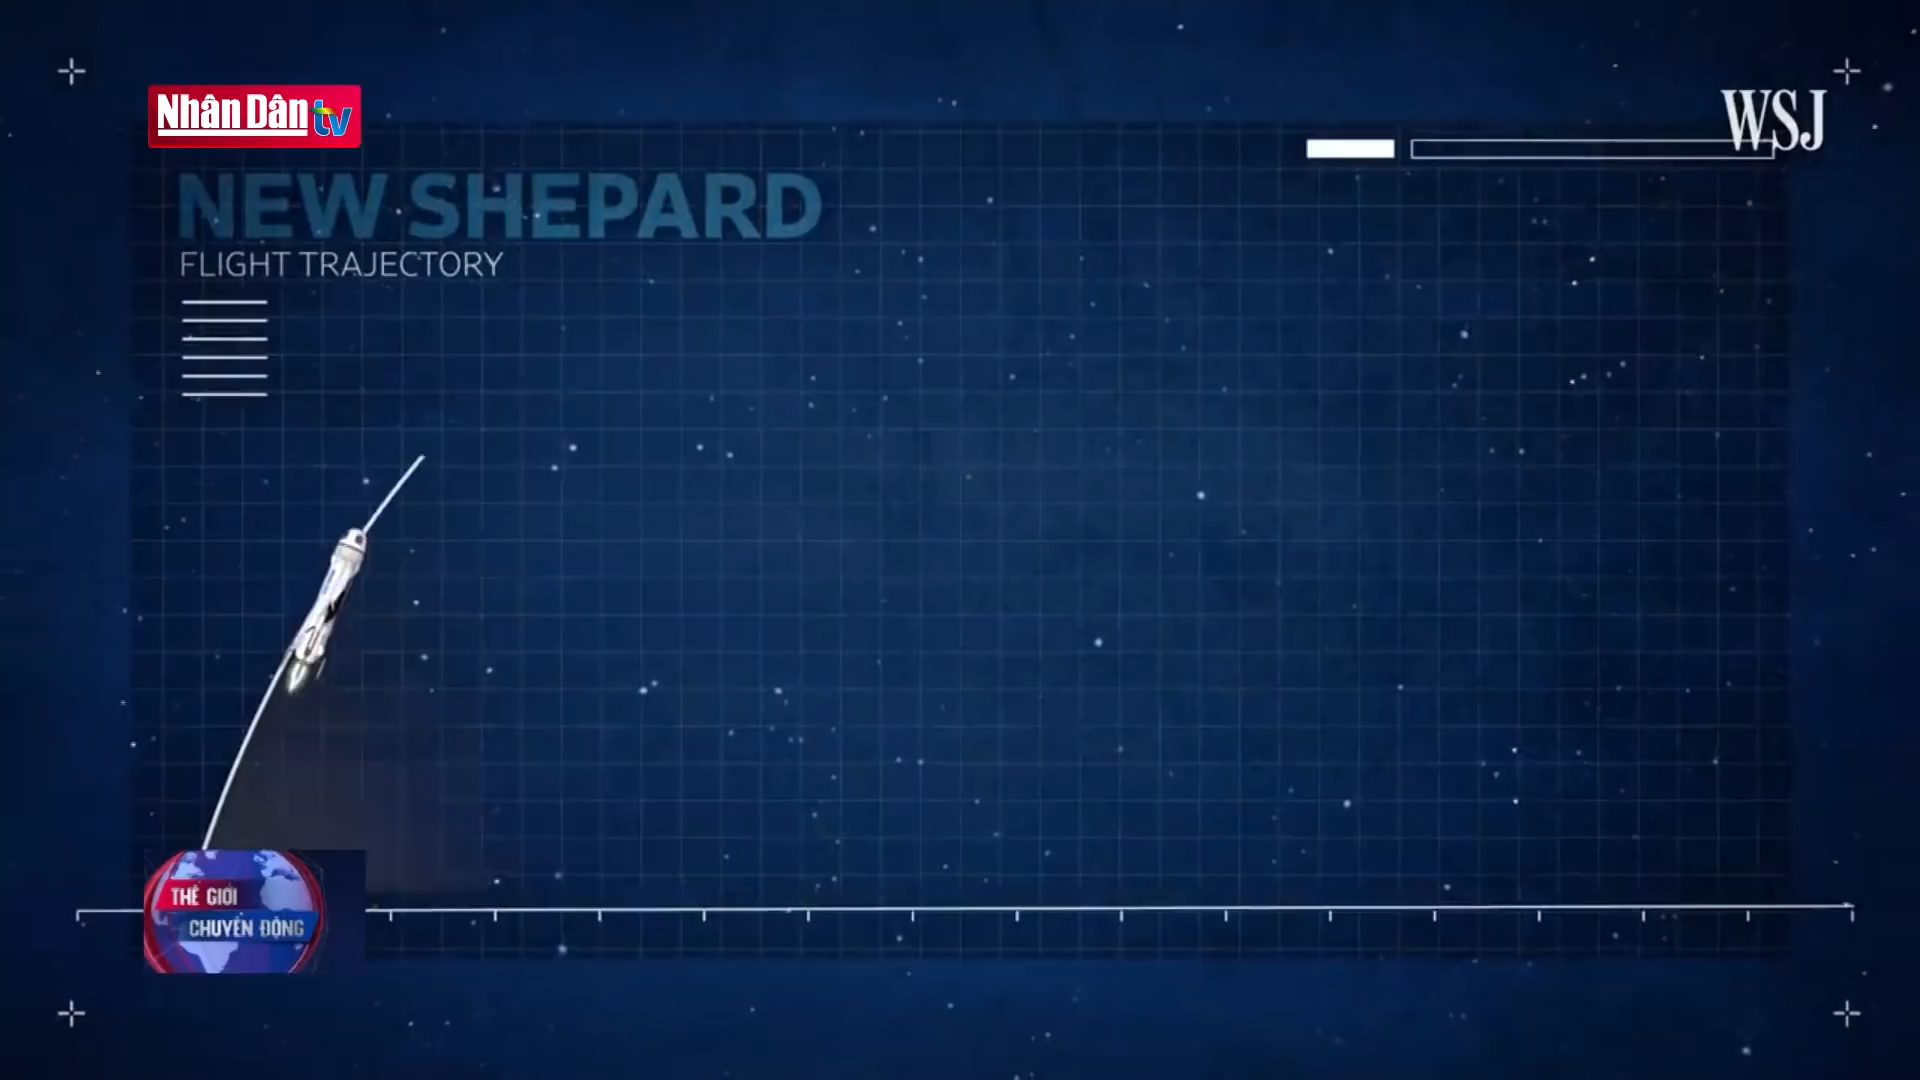 Nhân Dân tv
WSJ
NEW SHEPARD
FLIGHT TRAJECTORY
THẾ GIỚI
CHUYỂN ĐỘNG